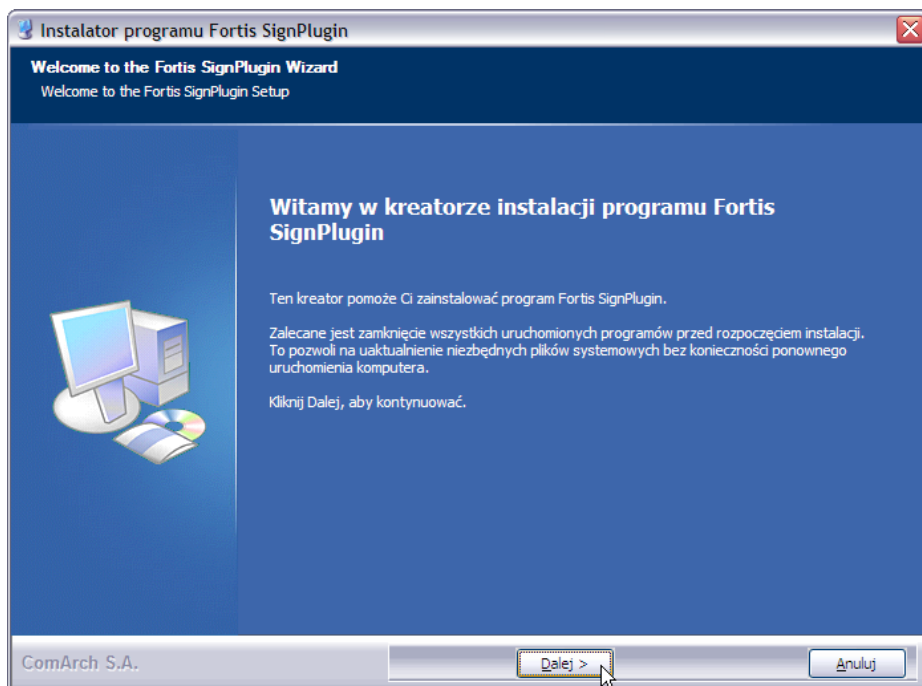 Instalator programu Fortis SignPlugin
Welcome to the Fortis SignPlugin Wizard
Welcome to the Fortis SignPlugin Setup
Witamy w kreatorze instalacji programu Fortis
SignPlugin
Ten kreator pomoże Ci zainstalować program Fortis SignPlugin.
Zalecane jest zamknięcie wszystkich uruchomionych programów przed rozpoczęciem instalacji.
To pozwoli na uaktualnienie niezbędnych plików systemowych bez konieczności ponownego
uruchomienia komputera.
Kliknij Dalej, aby kontynuować.
ComArch S.A.
Dalej >
Anuluj